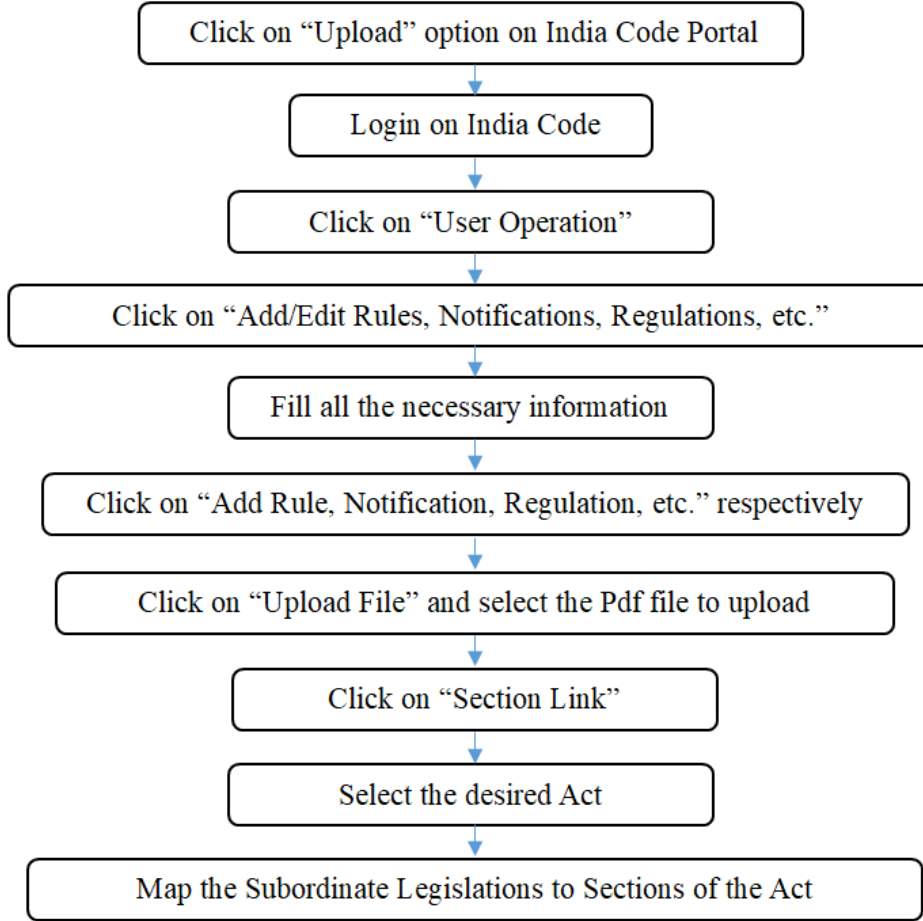 Click on “Upload” option on India Code Portal
Login on India Code
Click on “User Operation”
Click on “Add/Edit Rules, Notifications, Regulations, etc.”
Fill all the necessary information
Click on “Add Rule, Notification, Regulation, etc.” respectively
Click on “Upload File” and select the Pdf file to upload
Click on “Section Link”
Select the desired Act
Map the Subordinate Legislations to Sections of the Act